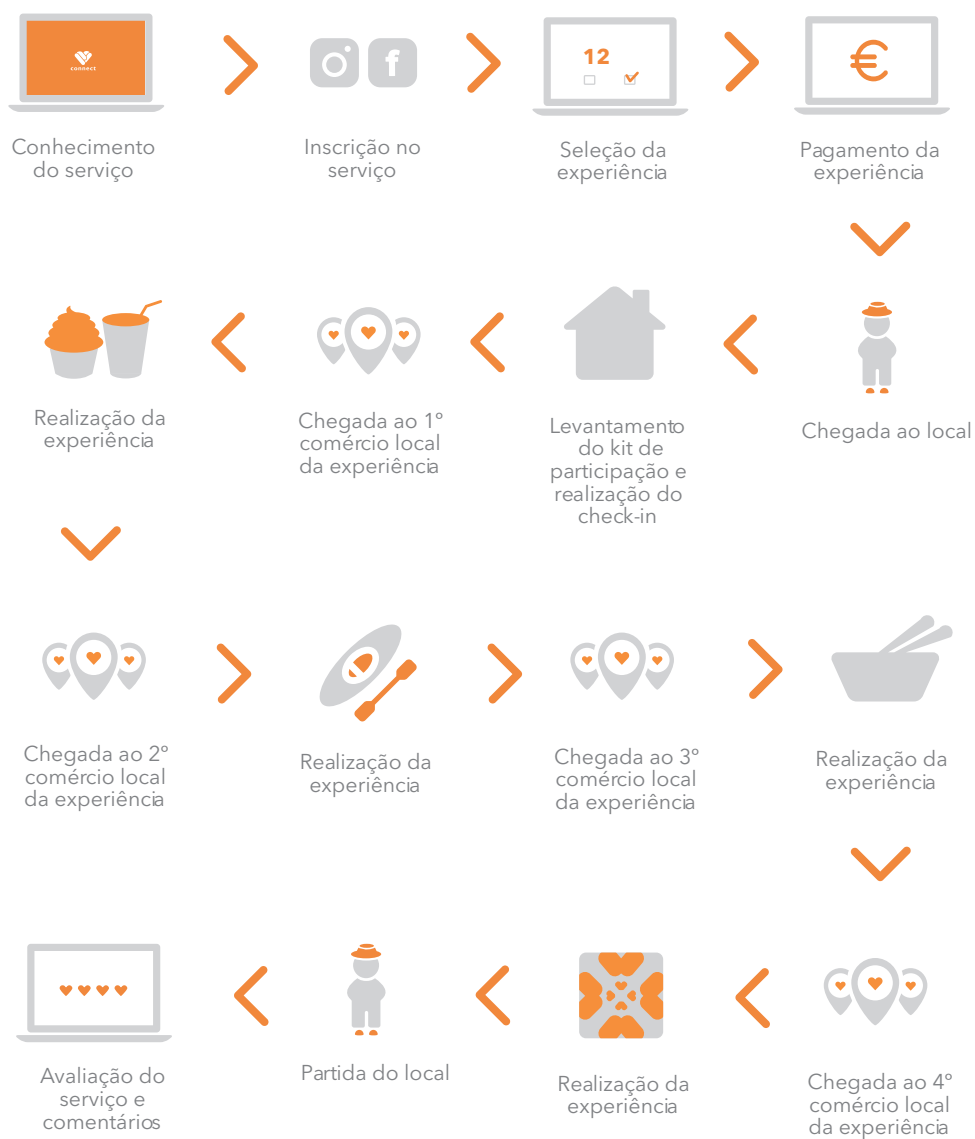 connect
Conhecimento
do serviço
f
Inscrição no
serviço
12
Seleção da
experiência
€
Pagamento da
experiência
Chegada ao local
Levantamento
do kit de
participação e
realização do
check-in
Chegada ao 1º
comércio local
da experiência
Realização da
experiência
Chegada ao 2º
comércio local
da experiência
Realização da
experiência
Chegada ao 3º
comércio local
da experiência
Realização da
experiência
Chegada ao 4º
comércio local
da experiência
Realização da
experiência
Partida do local
Avaliação do
serviço e
comentários